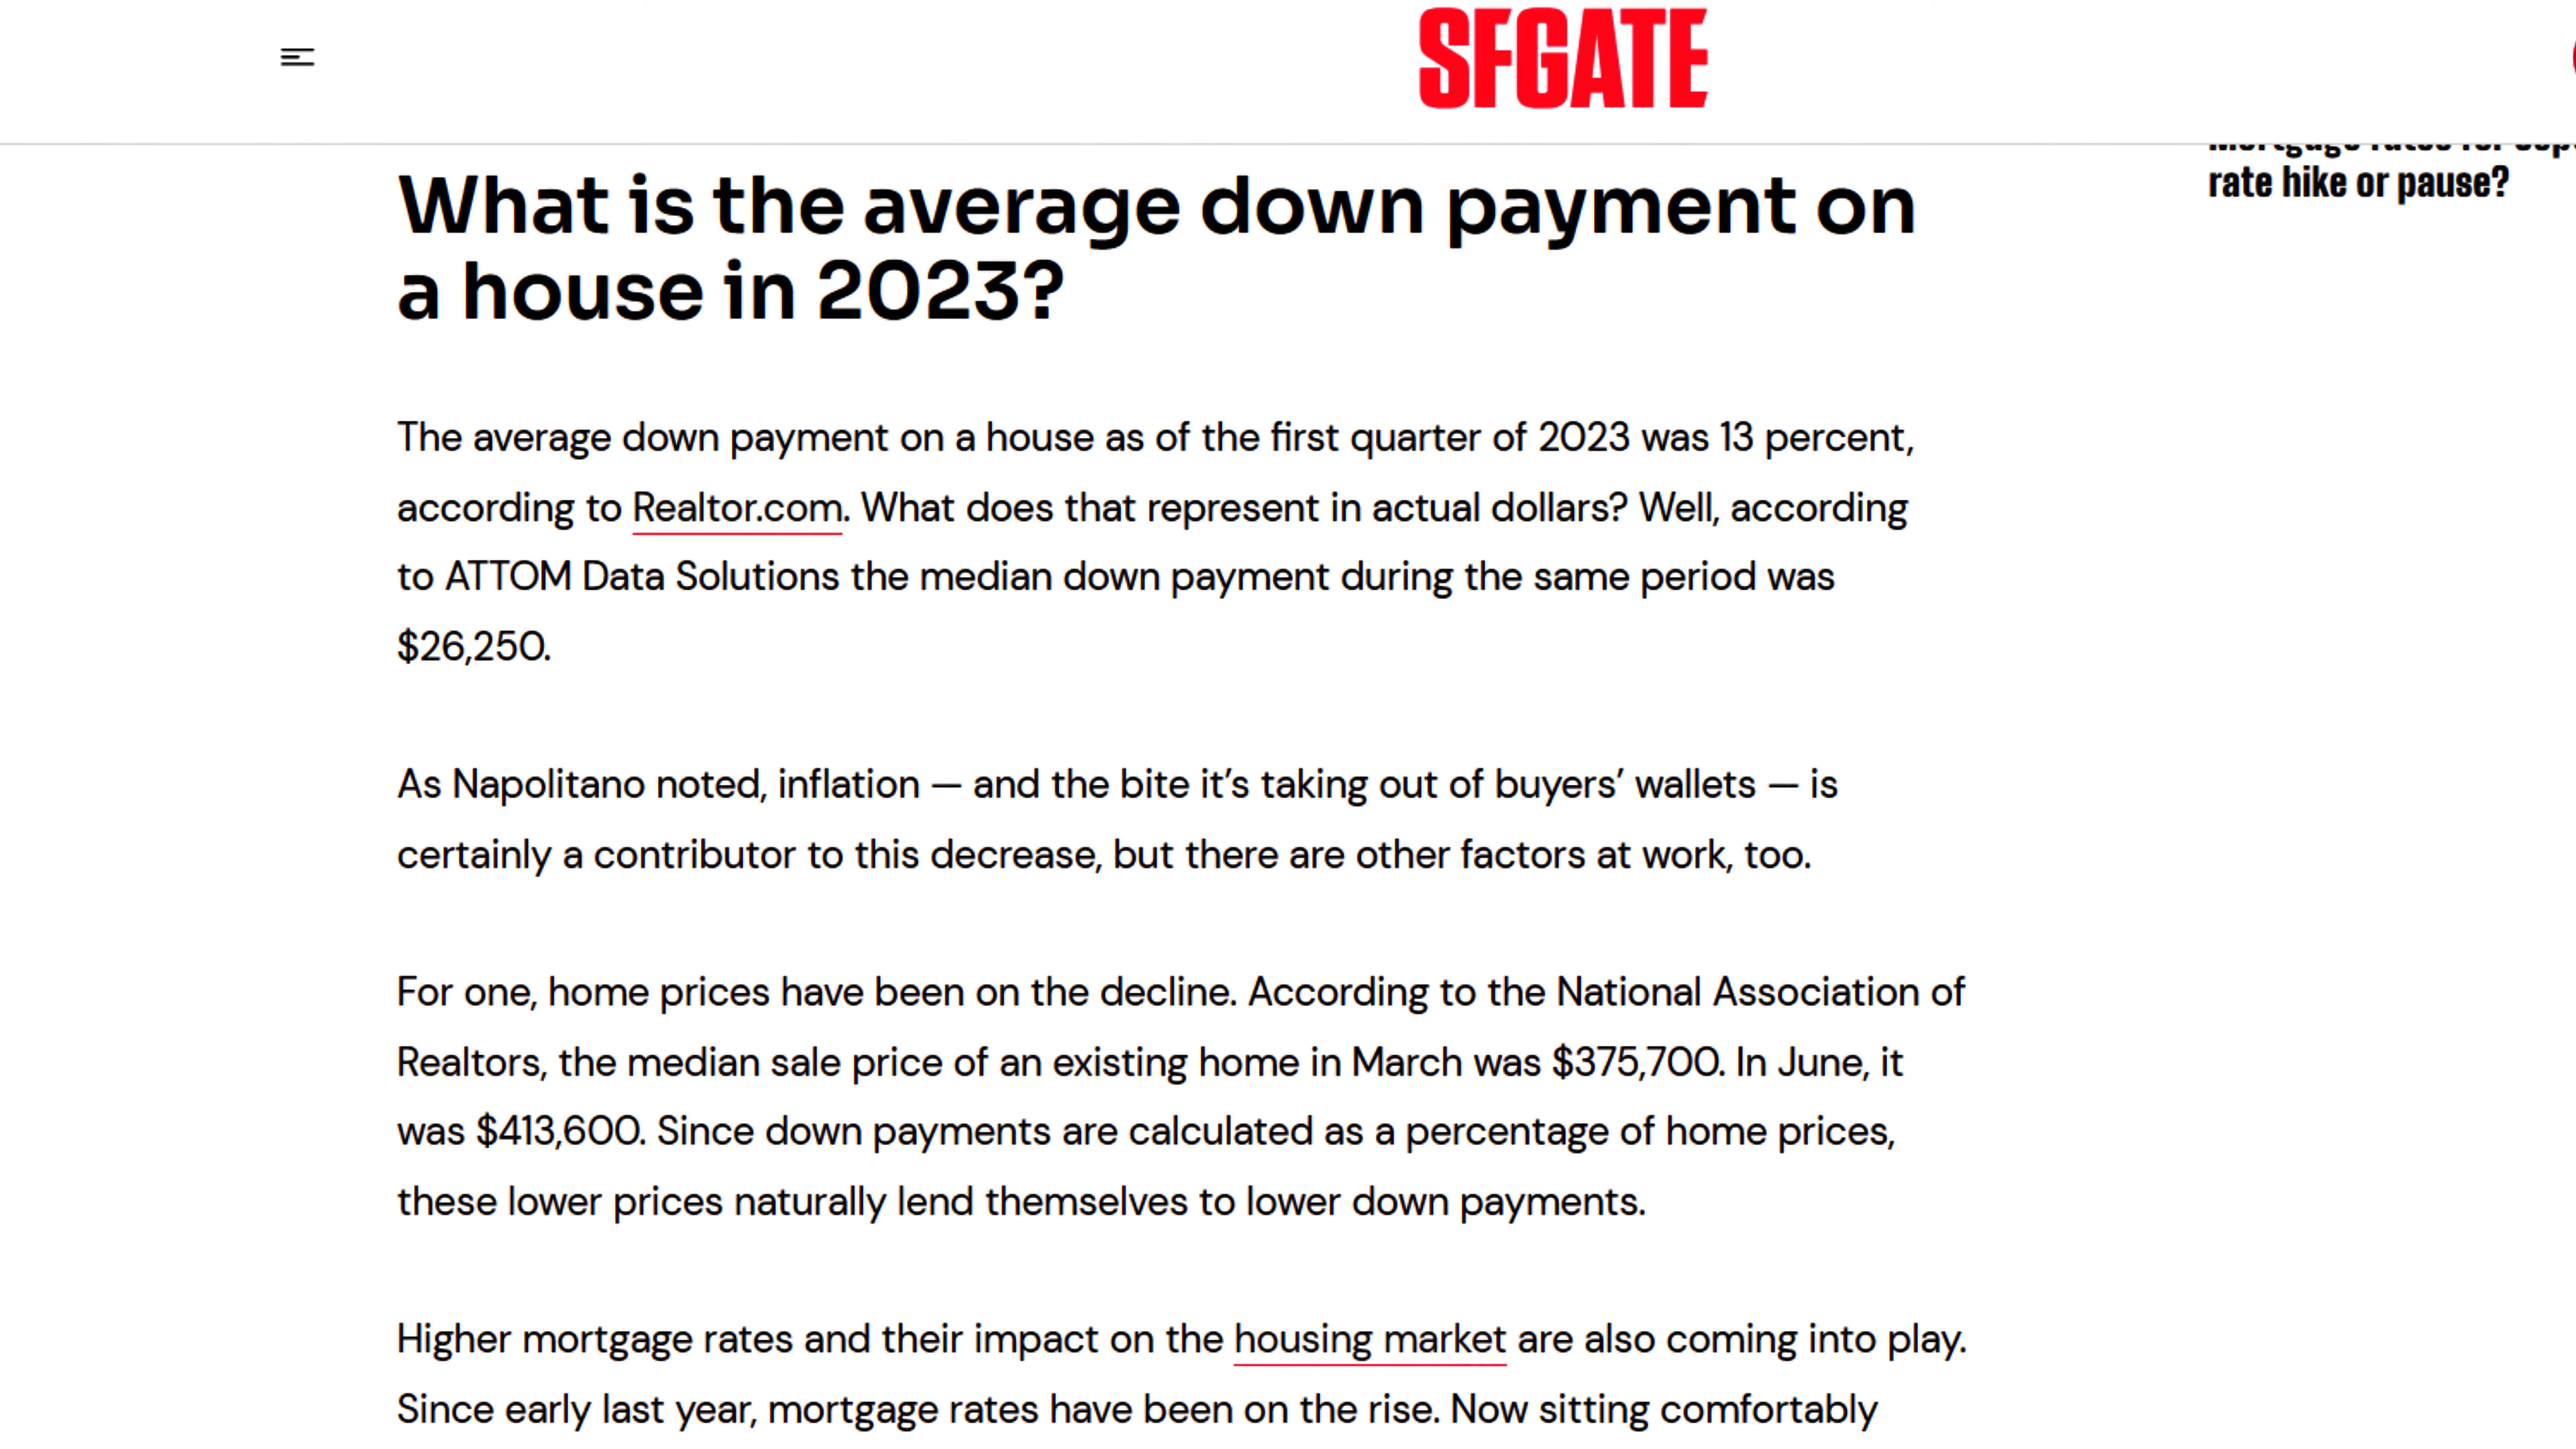 SFGATE
rate hike or pause?
What is the average down payment on
a house in 2023?
The average down payment on a house as of the first quarter of 2023 was 13 percent,
according to Realtor.com. What does that represent in actual dollars? Well, according
to ATTOM Data Solutions the median down payment during the same period was
$26,250.
As Napolitano noted, inflation — and the bite it’s taking out of buyers’ wallets — is
certainly a contributor to this decrease, but there are other factors at work, too.
For one, home prices have been on the decline. According to the National Association of
Realtors, the median sale price of an existing home in March was $375,700. In June, it
was $413,600. Since down payments are calculated as a percentage of home prices,
these lower prices naturally lend themselves to lower down payments.
Higher mortgage rates and their impact on the housing market are also coming into play.
Since early last year, mortgage rates have been on the rise. Now sitting comfortably